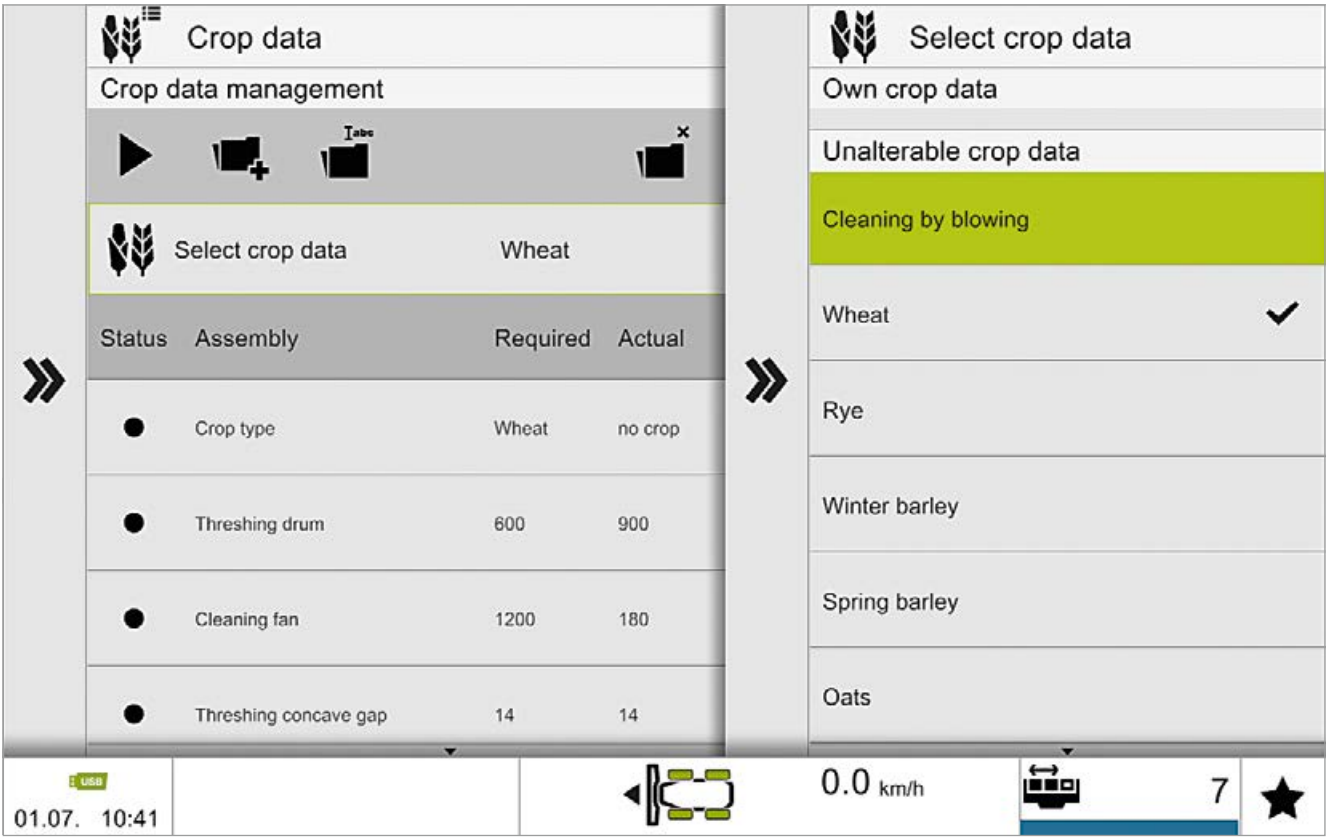 Crop data
Crop data management
Iabc
Select crop data Wheat
Status Assembly Required Actual
Crop type Wheat no crop
Threshing drum 600 900
Cleaning fan 1200 180
Threshing concave gap 14 14
Select crop data
Own crop data
Unalterable crop data
Cleaning by blowing
Wheat
Rye
Winter barley
Spring barley
Oats
USB
01.07. 10:41
0.0 km/h
7